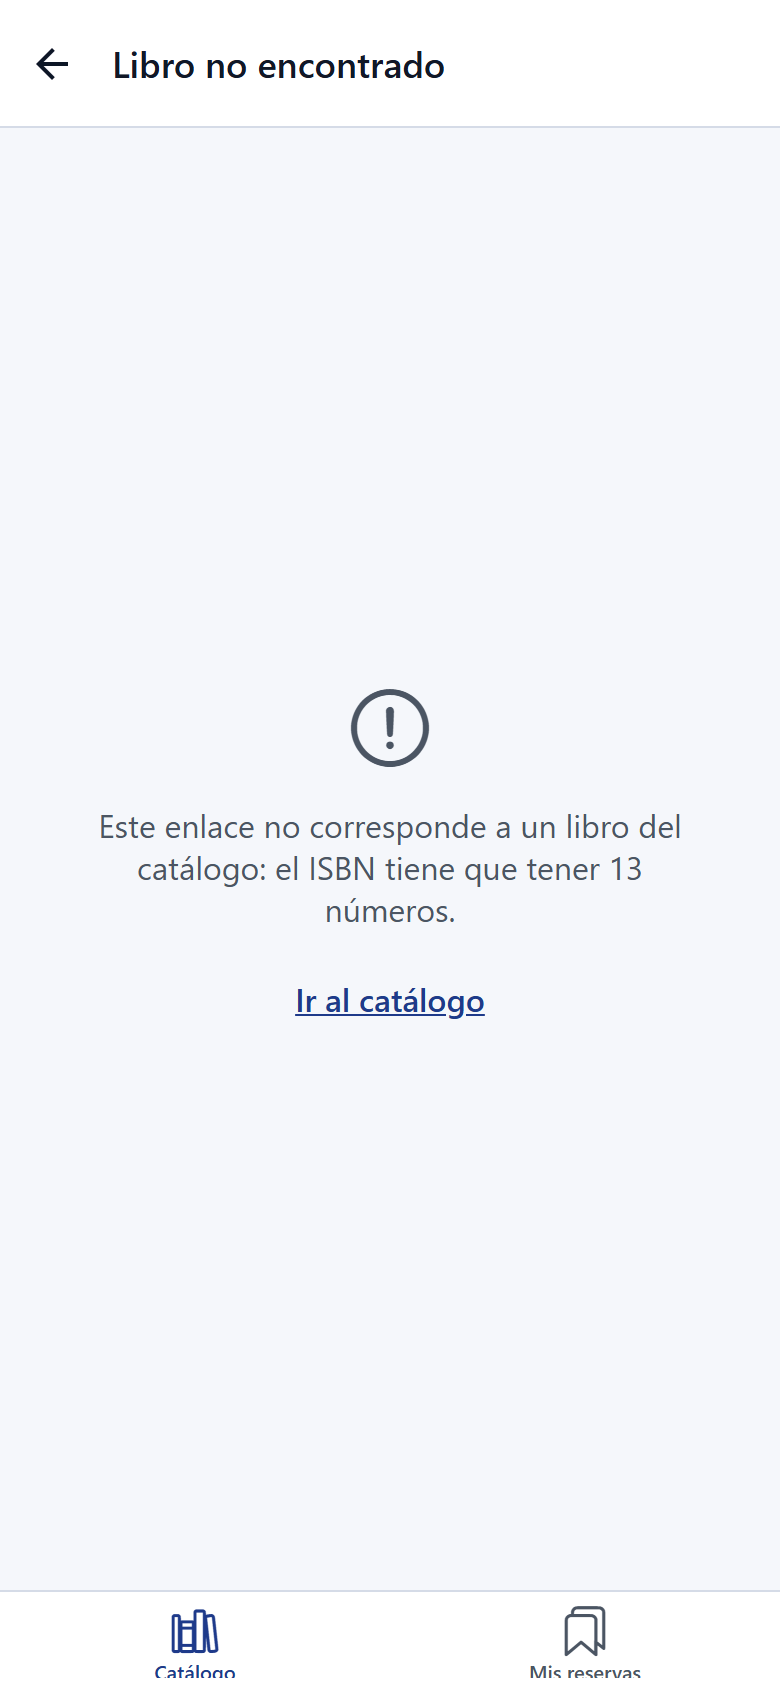 Libro no encontrado
Este enlace no corresponde a un libro del
catálogo: el ISBN tiene que tener 13
números.
Ir al catálogo
Catálogo
Mis reservas